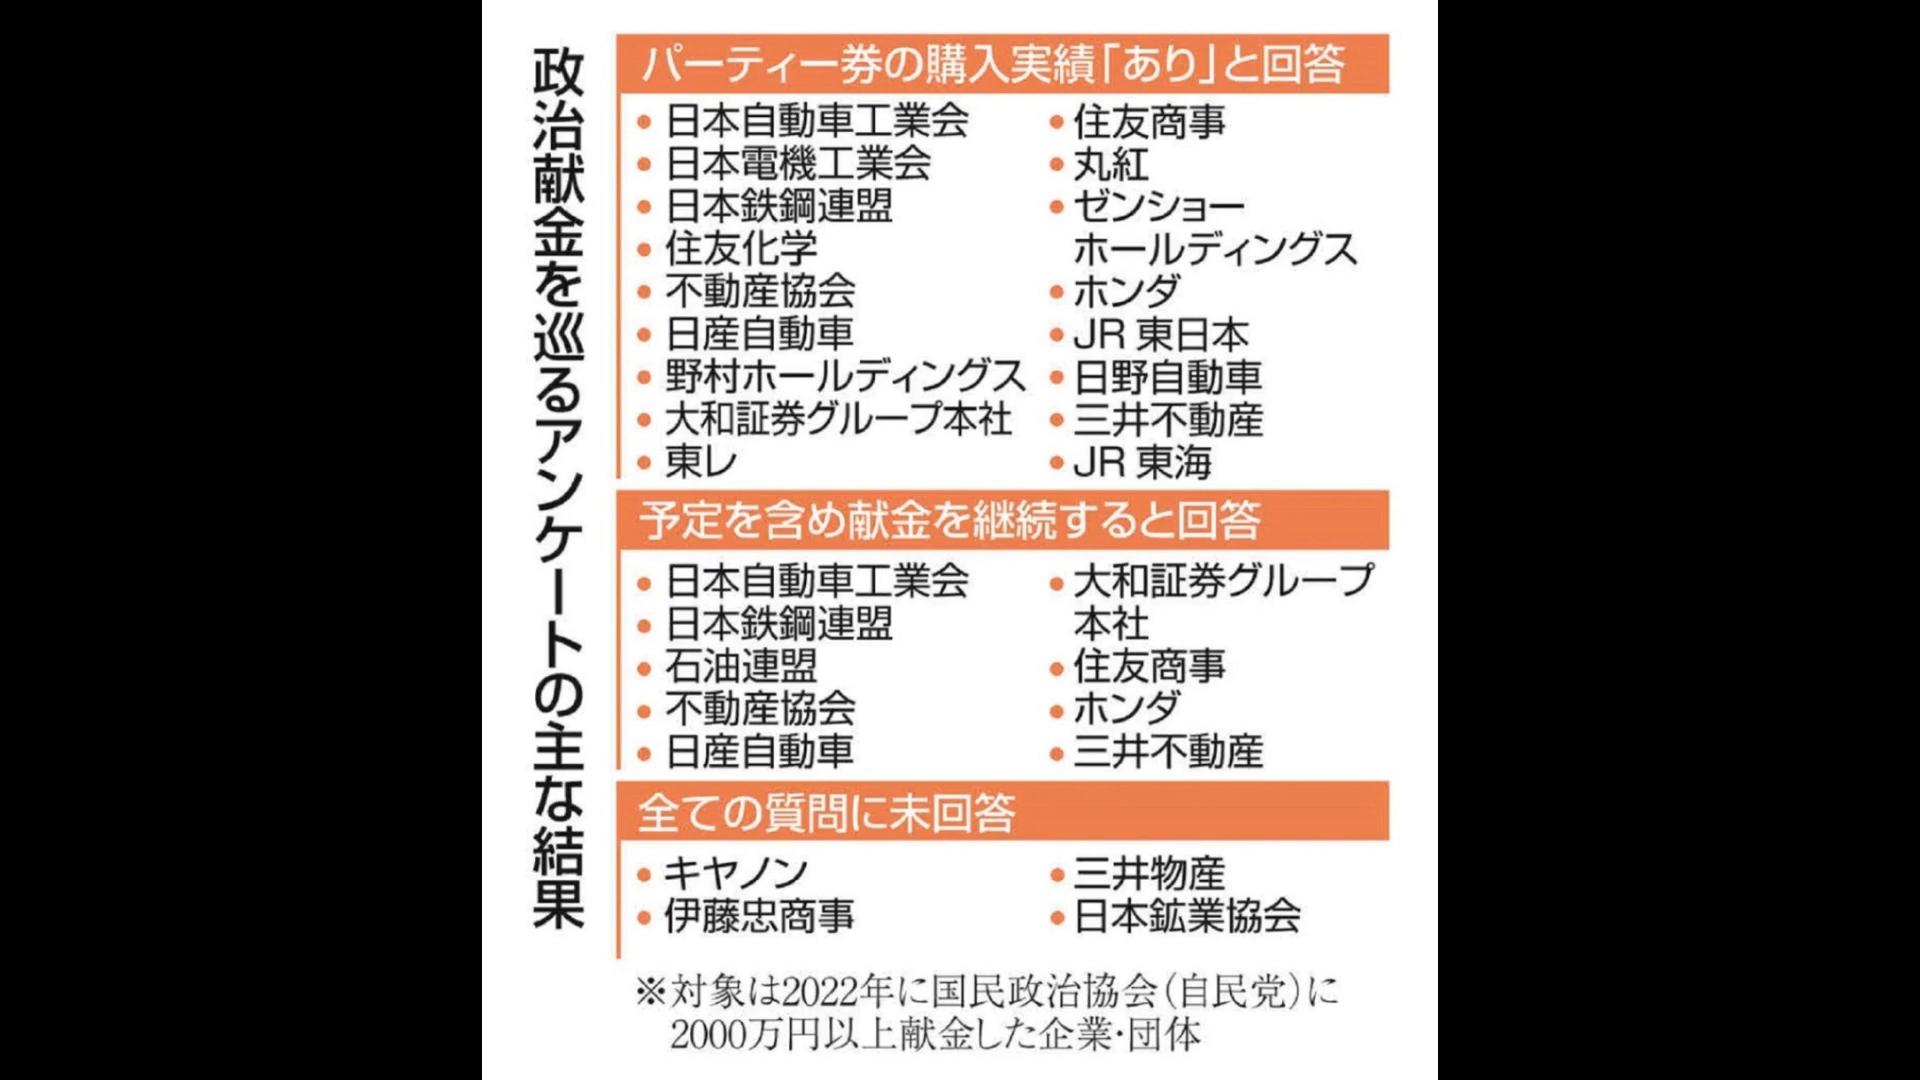 政治献金を巡るアンケートの主な結果
パーティー券の購入実績「あり」と回答
• 日本自動車工業会
• 日本電機工業会
• 日本鉄鋼連盟
• 住友化学
• 不動産協会
• 日産自動車
• 野村ホールディングス
• 大和証券グループ本社
• 東レ
• 住友商事
• 丸紅
• ゼンショー
ホールディングス
• ホンダ
• JR 東日本
• 日野自動車
• 三井不動産
• JR 東海
予定を含め献金を継続すると回答
• 日本自動車工業会
• 日本鉄鋼連盟
• 石油連盟
• 不動産協会
• 日産自動車
• 大和証券グループ
本社
• 住友商事
• ホンダ
• 三井不動産
全ての質問に未回答
• キヤノン
• 伊藤忠商事
• 三井物産
• 日本鉱業協会
※対象は2022年に国民政治協会(自民党)に
2000万円以上献金した企業・団体